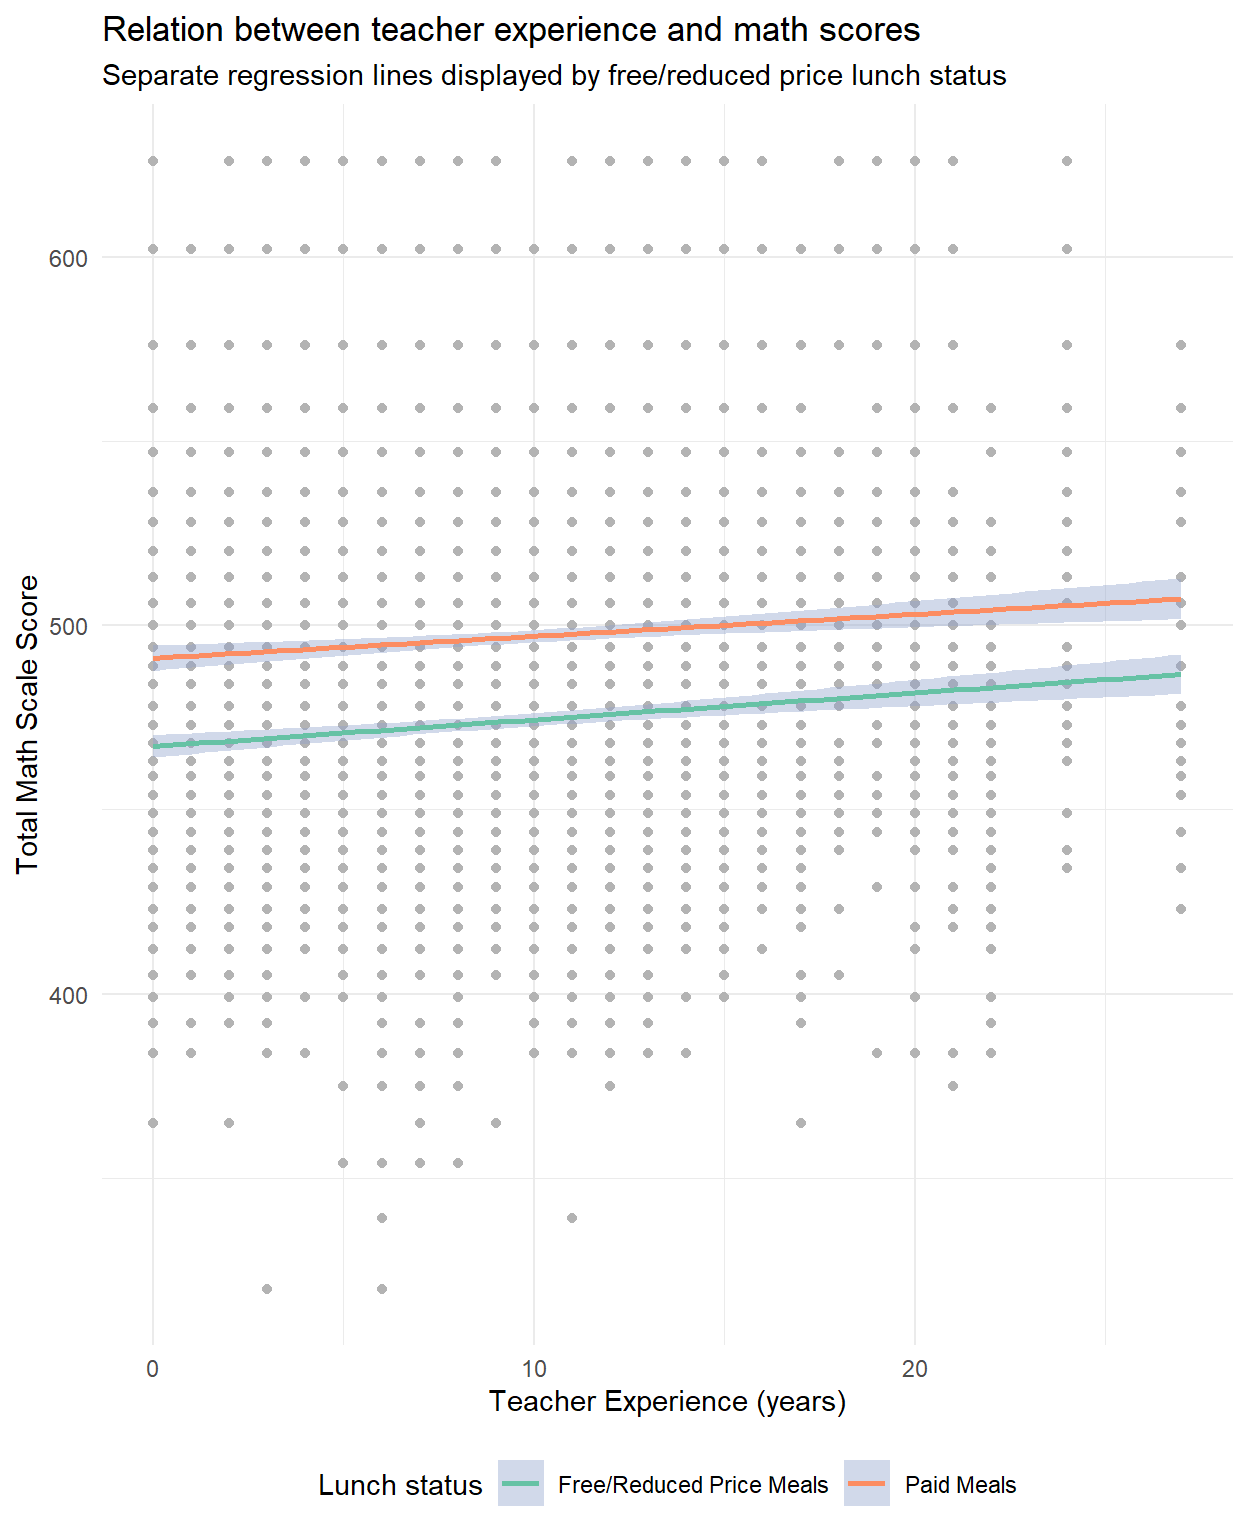 Relation between teacher experience and math scores
Separate regression lines displayed by free/reduced price lunch status
Total Math Scale Score
600
500
400
0 10 20
Teacher Experience (years)
Lunch status Free/Reduced Price Meals Paid Meals